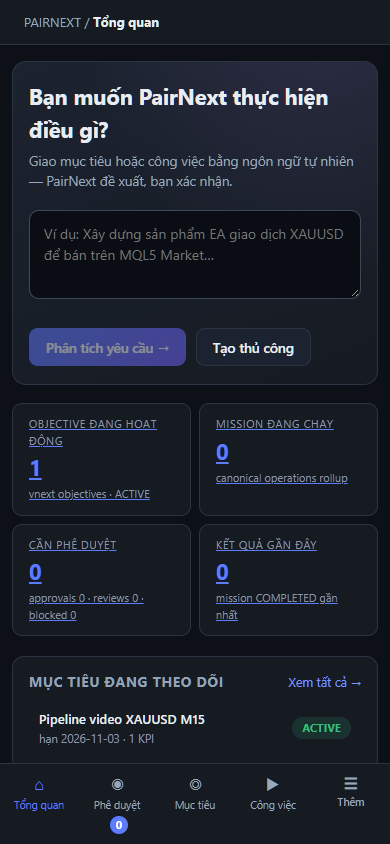 PAIRNEXT / Tổng quan
Bạn muốn PairNext thực hiện
điều gì?
Giao mục tiêu hoặc công việc bằng ngôn ngữ tự nhiên
— PairNext đề xuất, bạn xác nhận.
Ví dụ: Xây dựng sản phẩm EA giao dịch XAUUSD
để bán trên MQL5 Market...
Phân tích yêu cầu →
Tạo thủ công
OBJECTIVE ĐANG HOẠT
ĐỘNG
1
vnext objectives · ACTIVE
MISSION ĐANG CHẠY
0
canonical operations rollup
CẦN PHÊ DUYỆT
0
approvals 0 · reviews 0 ·
blocked 0
KẾT QUẢ GẦN ĐÂY
0
mission COMPLETED gần
nhất
MỤC TIÊU ĐANG THEO DÕI
Xem tất cả →
Pipeline video XAUUSD M15
hạn 2026-11-03 · 1 KPI
ACTIVE
Tổng quan
Phê duyệt
0
Mục tiêu
Công việc
Thêm